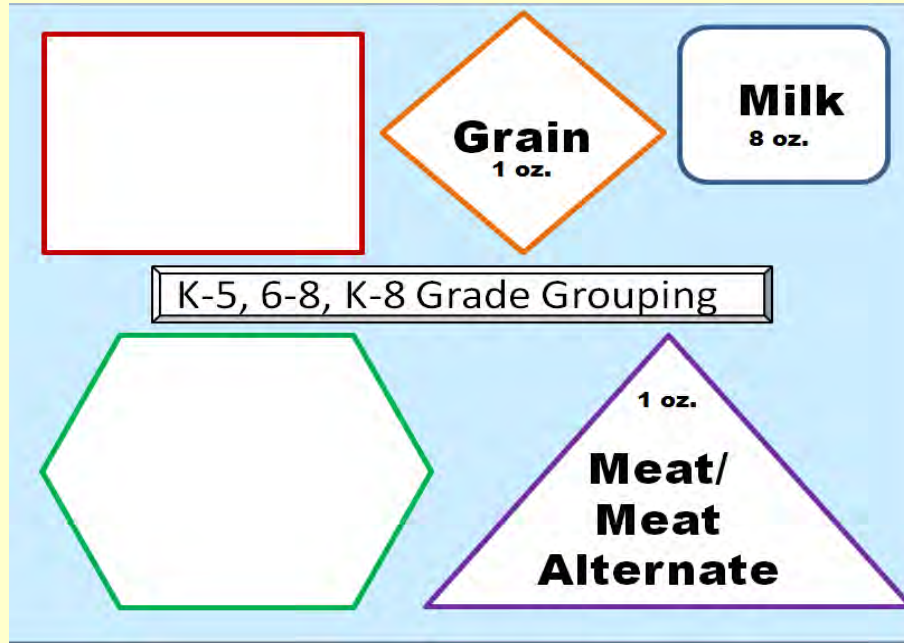 Grain
1 oz.
Milk
8 oz.
K-5, 6-8, K-8 Grade Grouping
1 oz.
Meat/
Meat
Alternate